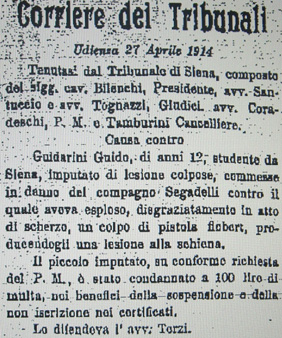 Corriere dei Tribunali
Udienza 27 Aprile 1914
Tenutasi dal Tribunale di Siena, composto
dei sigg. cav. Bilenchi, Presidente, avv. San-
tuccio e avv. Tognazzi, Giudici avv. Cora-
deschi, P. M. e Tamburini Cancelliere.
Causa contro
Guidarini Guido, di anni 12, studente da
Siena, imputato di lesione colpose, commesse
in danno del compagno Segadelli contro il
quale aveva esploso, disgraziatamente in atto
di scherzo, un colpo di pistola flobert, pro-
ducendogli una lesione alla schiena.
Il piccolo imputato, su conforme richiesta
del P. M., è stato condannato a 100 lire di
multa, nei benefici della sospensione e della
non iscrizione nei certificati.
Lo difendeva l' avv. Terzi.